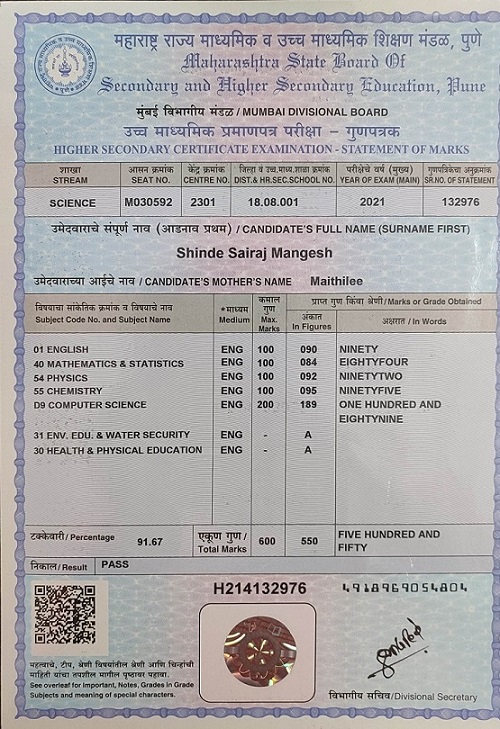 महाराष्ट्र राज्य माध्यमिक व उच्च माध्यमिक शिक्षण मंडळ, पुणे
Maharashtra State Board Of
Secondary and Higher Secondary Education, Pune
मुंबई विभागीय मंडळ / MUMBAI DIVISIONAL BOARD
उच्च माध्यमिक प्रमाणपत्र परीक्षा - गुणपत्रक
HIGHER SECONDARY CERTIFICATE EXAMINATION - STATEMENT OF MARKS
शाखा आसन क्रमांक केंद्र क्रमांक जिल्हा व उच्च.माध्य.शाळा क्रमांक परीक्षेचे वर्ष (मुख्य) गुणपत्रिकेचा अनुक्रमांक
STREAM SEAT NO. CENTRE NO. DIST.& HR.SEC.SCHOOL NO. YEAR OF EXAM (MAIN) SR.NO. OF STATEMENT
SCIENCE M030592 2301 18.08.001 2021 132976
उमेदवाराचे संपूर्ण नाव (आडनाव प्रथम) / CANDIDATE'S FULL NAME (SURNAME FIRST)
Shinde Sairaj Mangesh
उमेदवाराच्या आईचे नाव / CANDIDATE'S MOTHER'S NAME Maithilee
विषयाचा सांकेतिक क्रमांक व विषयाचे नाव
Subject Code No. and Subject Name
*माध्यम
Medium
कमाल गुण
Max. Marks
प्राप्त गुण किंवा श्रेणी/Marks or Grade Obtained
अंकात
In Figures
अक्षरात / In Words
01 ENGLISH ENG 100 090 NINETY
40 MATHEMATICS & STATISTICS ENG 100 084 EIGHTYFOUR
54 PHYSICS ENG 100 092 NINETYTWO
55 CHEMISTRY ENG 100 095 NINETYFIVE
D9 COMPUTER SCIENCE ENG 200 189 ONE HUNDRED AND
EIGHTYNINE
31 ENV. EDU. & WATER SECURITY ENG - A
30 HEALTH & PHYSICAL EDUCATION ENG - A
टक्केवारी/ Percentage 91.67 एकूण गुण / Total Marks 600 550 FIVE HUNDRED AND
FIFTY
निकाल/ Result PASS
H214132976 4918969054804
महत्वाचे, टीप, श्रेणी विषयांतील श्रेणी आणि चिन्हांची
माहिती यांचा तपशील मागील पृष्ठावर पहावा.
See overleaf for Important, Notes, Grades in Grade
Subjects and meaning of special characters.
विभागीय सचिव/Divisional Secretary